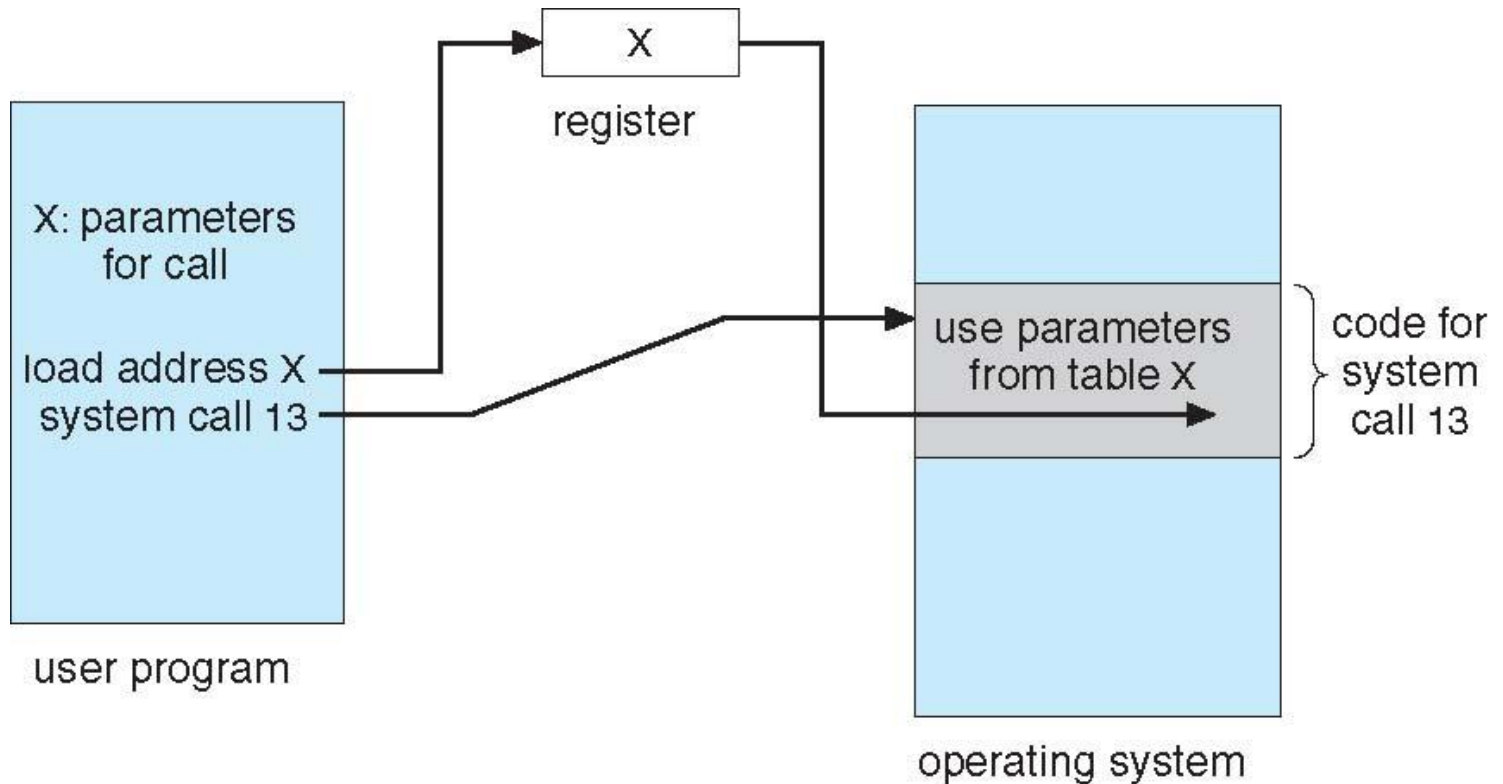 X
register
X: parameters
for call
load address X
system call 13
user program
use parameters
from table X
code for
system
call 13
operating system